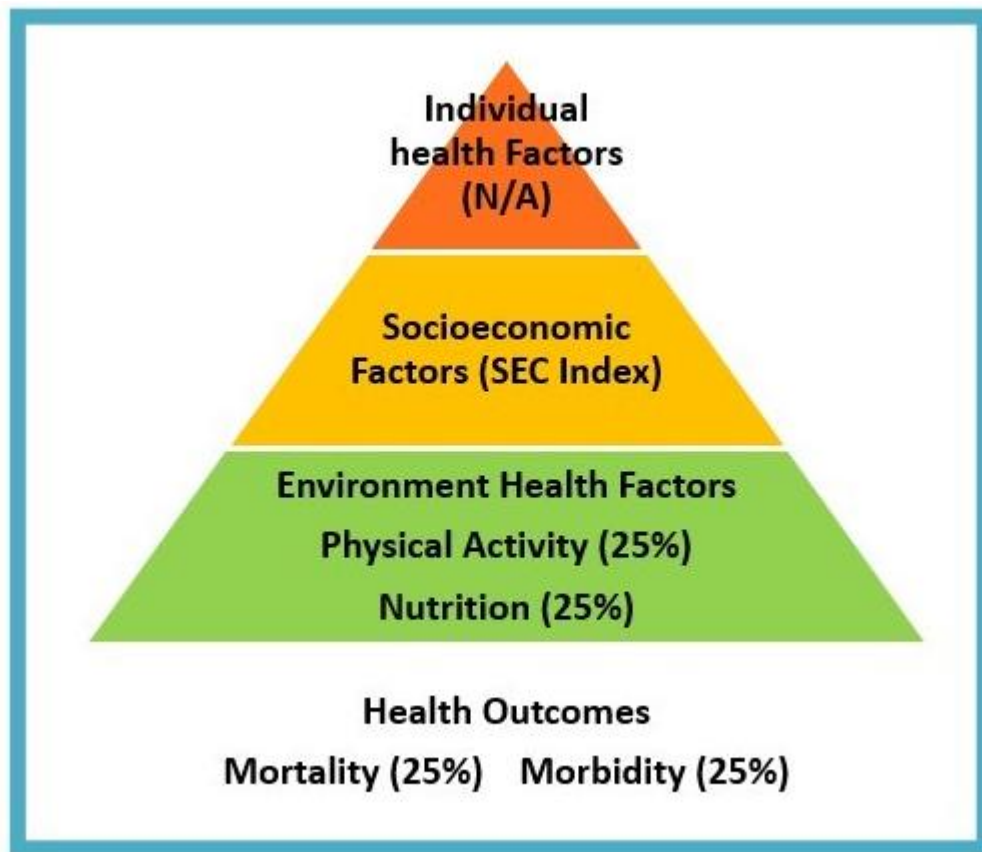 Individual
health Factors
(N/A)
Socioeconomic
Factors (SEC Index)
Environment Health Factors
Physical Activity (25%)
Nutrition (25%)
Health Outcomes
Mortality (25%) Morbidity (25%)